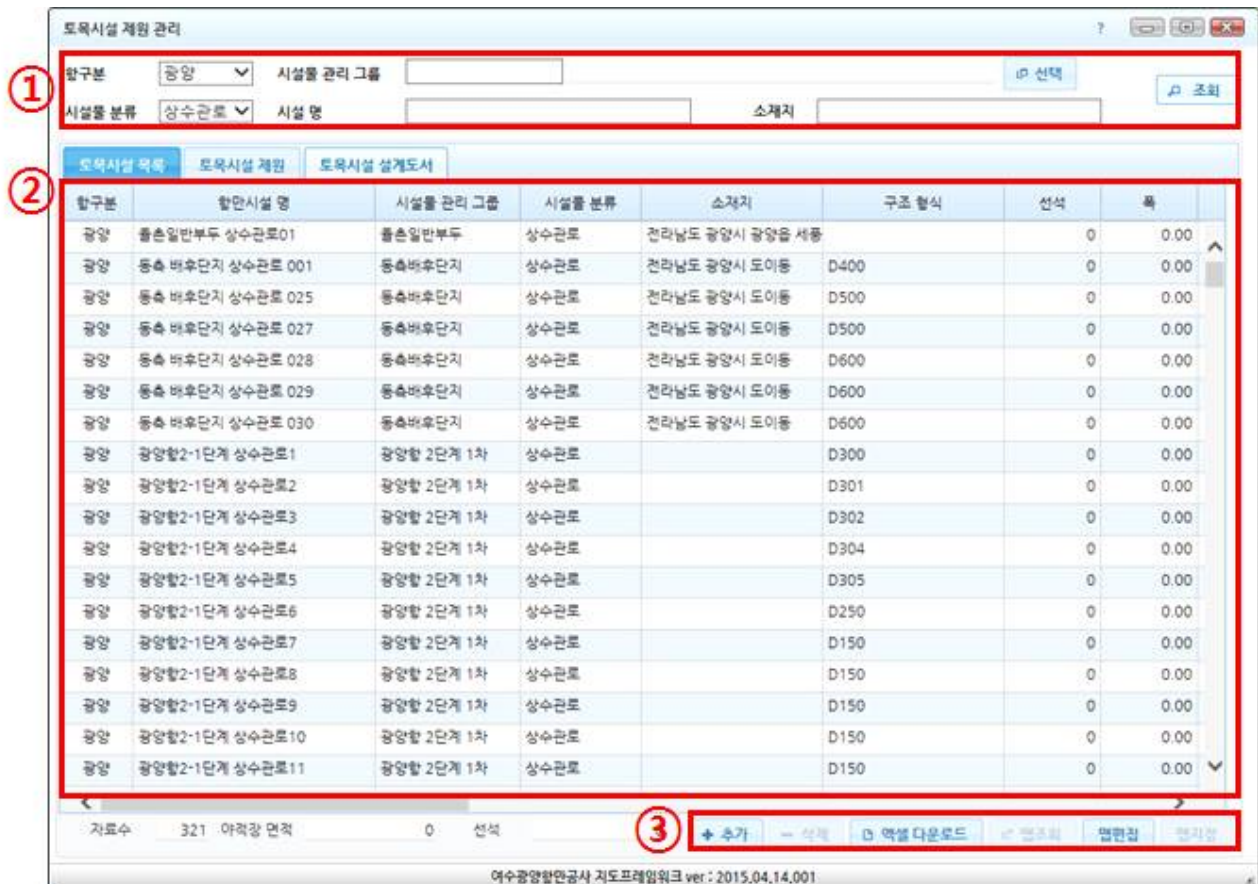 토목시설 제원 관리 ?
① 항구분 광양 시설물 관리 그룹 선택 조회
시설물 분류 상수관로 시설 명 소재지
토목시설 목록 토목시설 제원 토목시설 설계도서
② 항구분 항만시설 명 시설물 관리 그룹 시설물 분류 소재지 구조 형식 선석 폭
광양 율촌일반부두 상수관로01 율촌일반부두 상수관로 전라남도 광양시 광양읍 세풍 0 0.00
광양 동측 배후단지 상수관로 001 동측배후단지 상수관로 전라남도 광양시 도이동 D400 0 0.00
광양 동측 배후단지 상수관로 025 동측배후단지 상수관로 전라남도 광양시 도이동 D500 0 0.00
광양 동측 배후단지 상수관로 027 동측배후단지 상수관로 전라남도 광양시 도이동 D500 0 0.00
광양 동측 배후단지 상수관로 028 동측배후단지 상수관로 전라남도 광양시 도이동 D600 0 0.00
광양 동측 배후단지 상수관로 029 동측배후단지 상수관로 전라남도 광양시 도이동 D600 0 0.00
광양 동측 배후단지 상수관로 030 동측배후단지 상수관로 전라남도 광양시 도이동 D600 0 0.00
광양 광양항2-1단계 상수관로1 광양항 2단계 1차 상수관로 D300 0 0.00
광양 광양항2-1단계 상수관로2 광양항 2단계 1차 상수관로 D301 0 0.00
광양 광양항2-1단계 상수관로3 광양항 2단계 1차 상수관로 D302 0 0.00
광양 광양항2-1단계 상수관로4 광양항 2단계 1차 상수관로 D304 0 0.00
광양 광양항2-1단계 상수관로5 광양항 2단계 1차 상수관로 D305 0 0.00
광양 광양항2-1단계 상수관로6 광양항 2단계 1차 상수관로 D250 0 0.00
광양 광양항2-1단계 상수관로7 광양항 2단계 1차 상수관로 D150 0 0.00
광양 광양항2-1단계 상수관로8 광양항 2단계 1차 상수관로 D150 0 0.00
광양 광양항2-1단계 상수관로9 광양항 2단계 1차 상수관로 D150 0 0.00
광양 광양항2-1단계 상수관로10 광양항 2단계 1차 상수관로 D150 0 0.00
광양 광양항2-1단계 상수관로11 광양항 2단계 1차 상수관로 D150 0 0.00
자료수 321 야적장 면적 0 선석 ③ + 추가 - 삭제 엑셀 다운로드 맵조회 맵편집 맵저장
여수광양항만공사 지도프레임워크 ver : 2015.04.14.001